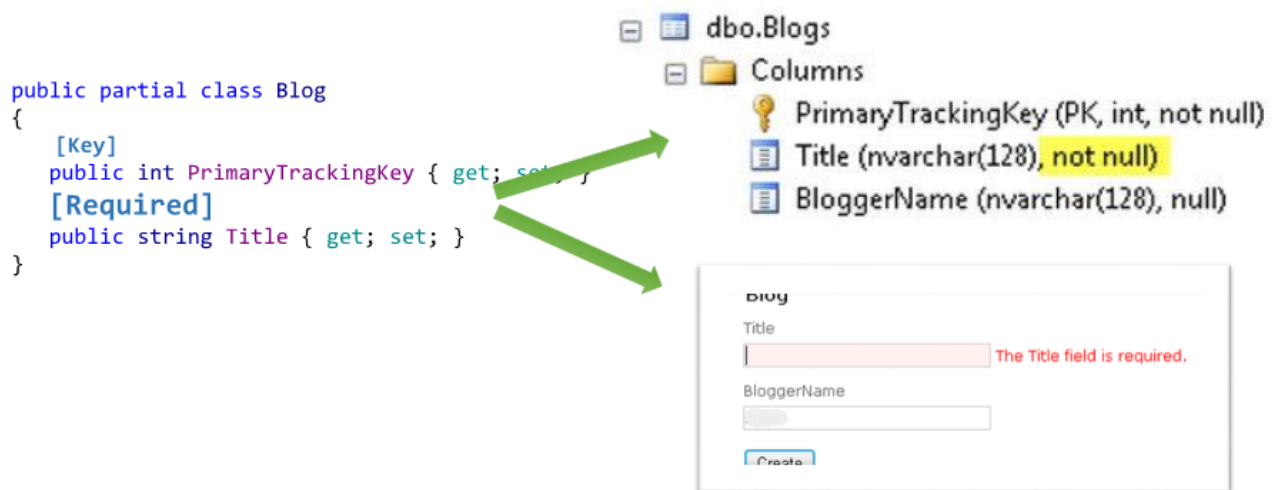 public partial class Blog
{
[Key]
public int PrimaryTrackingKey { get; set; }
[Required]
public string Title { get; set; }
}
dbo.Blogs
Columns
PrimaryTrackingKey (PK, int, not null)
Title (nvarchar(128), not null)
BloggerName (nvarchar(128), null)
Blog
Title
The Title field is required.
BloggerName
Create